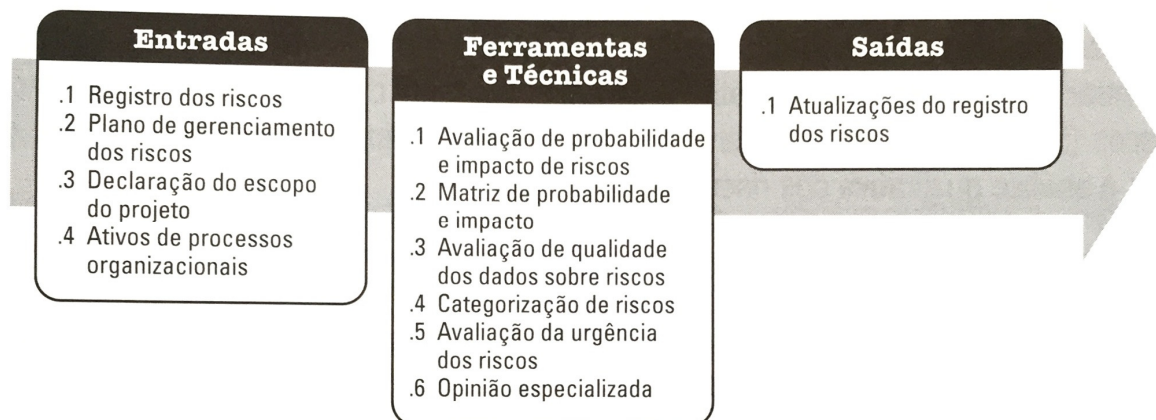 Entradas
.1 Registro dos riscos
.2 Plano de gerenciamento
dos riscos
.3 Declaração do escopo
do projeto
.4 Ativos de processos
organizacionais
Ferramentas
e Técnicas
.1 Avaliação de probabilidade
e impacto de riscos
.2 Matriz de probabilidade
e impacto
.3 Avaliação de qualidade
dos dados sobre riscos
.4 Categorização de riscos
.5 Avaliação da urgência
dos riscos
.6 Opinião especializada
Saídas
.1 Atualizações do registro
dos riscos